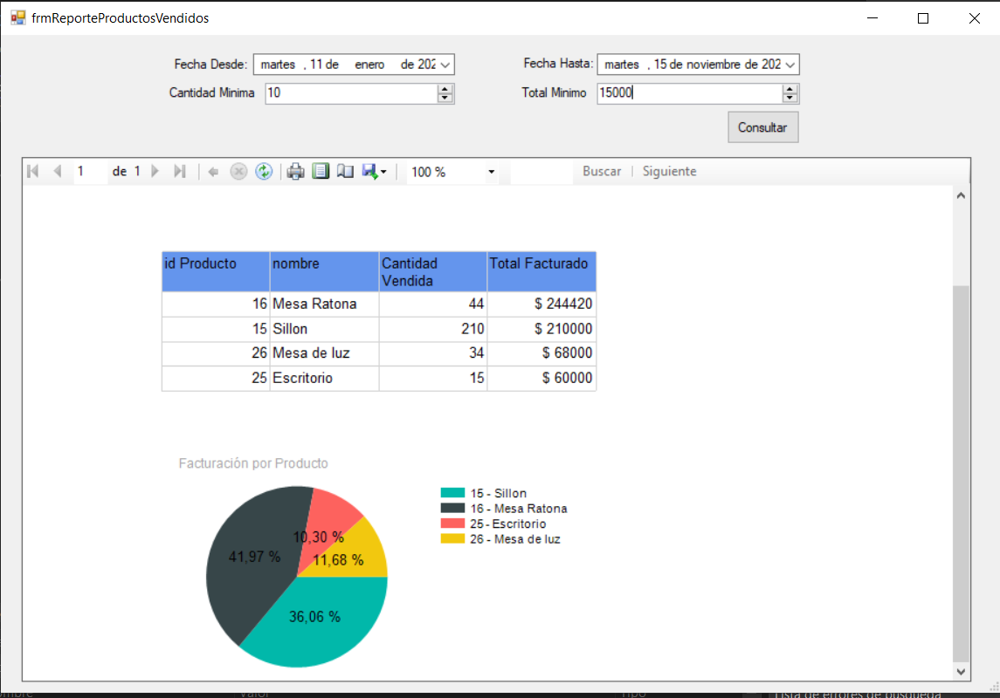 frmReporteProductosVendidos
Fecha Desde: martes , 11 de enero de 202
Fecha Hasta: martes , 15 de noviembre de 202
Cantidad Minima 10
Total Minimo 15000
Consultar
1 de 1 100 % Buscar | Siguiente
id Producto nombre Cantidad Vendida Total Facturado
16 Mesa Ratona 44 $ 244420
15 Sillon 210 $ 210000
26 Mesa de luz 34 $ 68000
25 Escritorio 15 $ 60000
Facturación por Producto
15 - Sillon
16 - Mesa Ratona
25 - Escritorio
26 - Mesa de luz
10,30 %
41,97 %
11,68 %
36,06 %